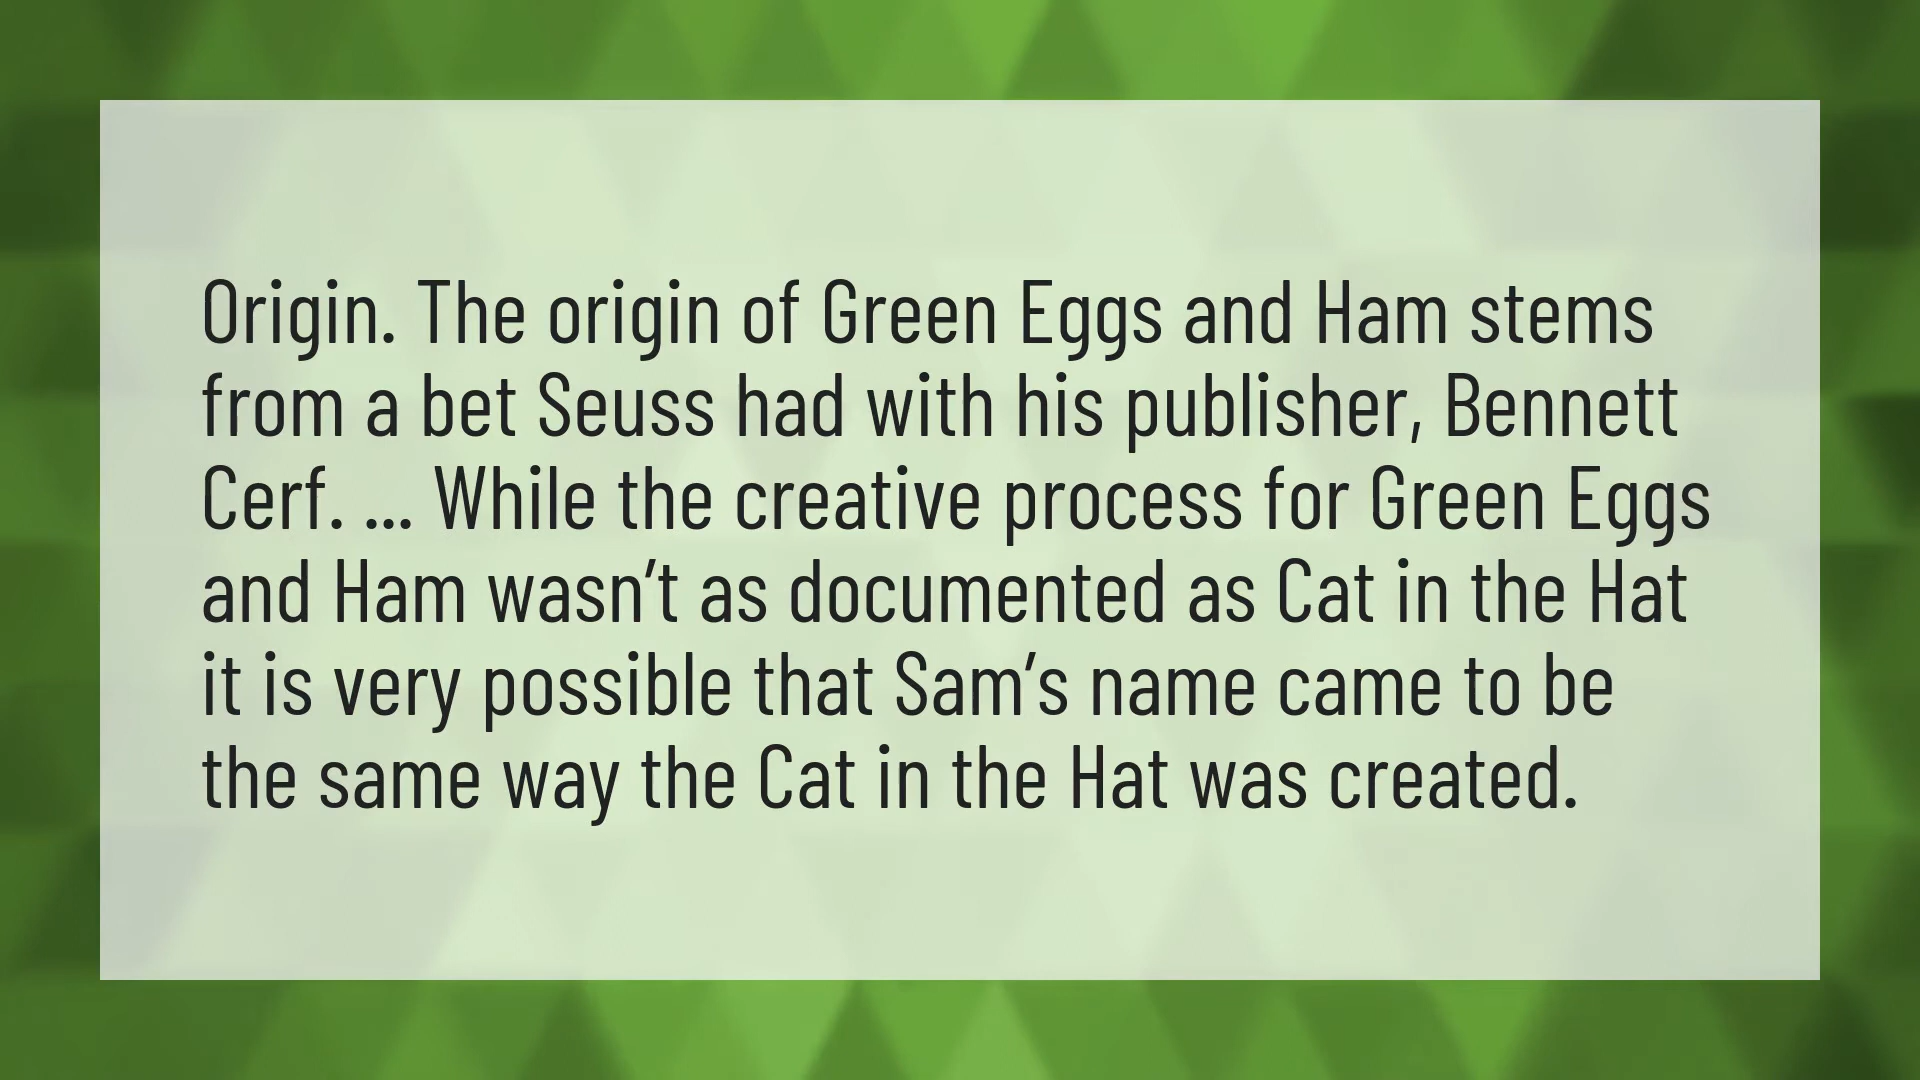 Origin. The origin of Green Eggs and Ham stems
from a bet Seuss had with his publisher, Bennett
Cerf. ... While the creative process for Green Eggs
and Ham wasn’t as documented as Cat in the Hat
it is very possible that Sam’s name came to be
the same way the Cat in the Hat was created.